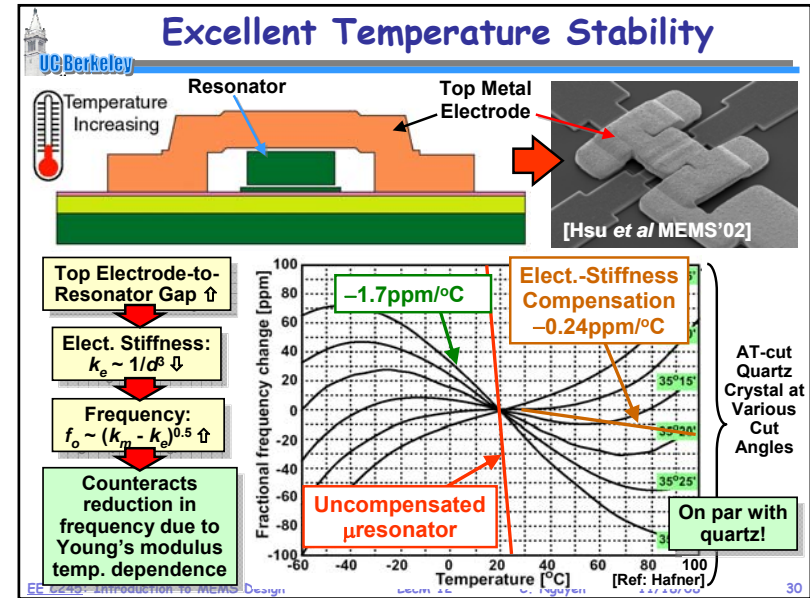 Excellent Temperature Stability
UC Berkeley
Temperature
Increasing
Resonator
Top Metal
Electrode
[Hsu et al MEMS'02]
Top Electrode-to-
Resonator Gap ⇧
Elect. Stiffness:
kₑ ~ 1/d³ ⇩
Frequency:
fₒ ~ (kₘ - kₑ)^0.5 ⇧
Counteracts
reduction in
frequency due to
Young's modulus
temp. dependence
Fractional frequency change [ppm]
100
80
60
40
20
0
-20
-40
-60
-80
-100
-60 -40 -20 0 20 40 60 80 100
Temperature [°C]
[Ref: Hafner]
–1.7ppm/°C
Elect.-Stiffness
Compensation
–0.24ppm/°C
Uncompensated
μresonator
35°15'
35°20'
35°25'
AT-cut
Quartz
Crystal at
Various
Cut
Angles
On par with
quartz!
EE C245: Introduction to MEMS Design LecM 12 C. Nguyen 11/18/08 30